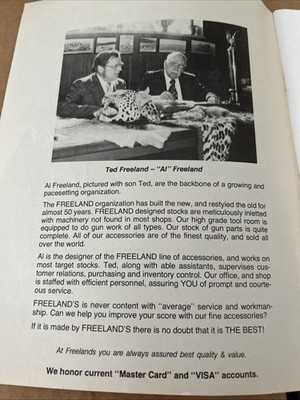 Ted Freeland – "Al" Freeland
Al Freeland, pictured with son Ted, are the backbone of a growing and
pacesetting organization.
The FREELAND organization has built the new, and restyled the old for
almost 50 years. FREELAND designed stocks are meticulously inletted
with machinery not found in most shops. Our high grade tool room is
equipped to do gun work of all types. Our stock of gun parts is quite
complete. All of our accessories are of the finest quality, and sold all
over the world.
Al is the designer of the FREELAND line of accessories, and works on
most target stocks. Ted, along with able assistants, supervises cus-
tomer relations, purchasing and inventory control. Our office, and shop
is staffed with efficient personnel, assuring YOU of prompt and courte-
ous service.
FREELAND'S is never content with "average" service and workman-
ship. Can we help you improve your score with our fine accessories?
If it is made by FREELAND'S there is no doubt that it is THE BEST!
At Freelands you are always assured best quality & value.
We honor current "Master Card" and "VISA" accounts.